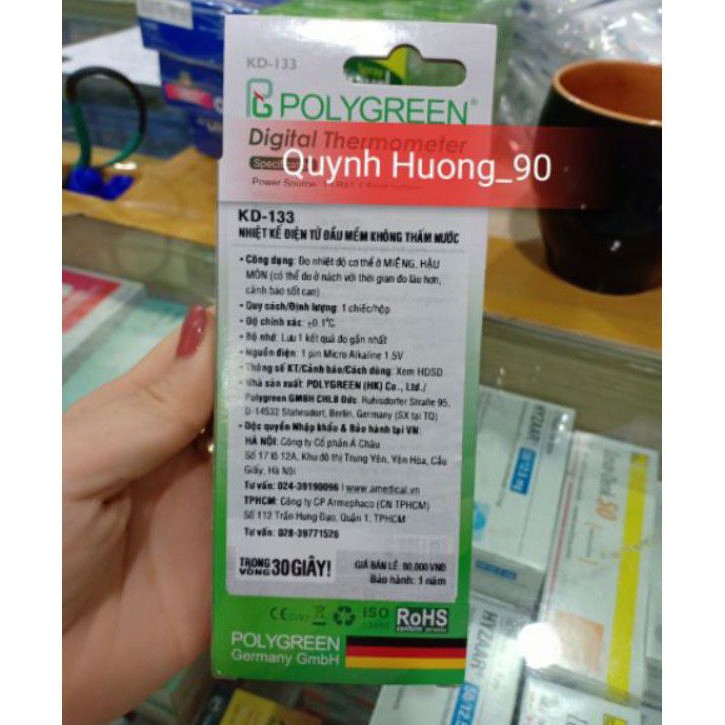 KD-133
POLYGREEN®
Digital Thermometer
Quynh Huong_90
Power Source
KD-133
NHIỆT KẾ ĐIỆN TỬ ĐẦU MỀM KHÔNG THẤM NƯỚC
• Công dụng: Đo nhiệt độ cơ thể ở MIỆNG, HẬU
MÔN (có thể đo ở nách với thời gian đo lâu hơn,
cảnh báo sốt cao)
• Quy cách/Định lượng: 1 chiếc/hộp
• Độ chính xác: ±0.1°C
• Bộ nhớ: Lưu 1 kết quả đo gần nhất
• Nguồn điện: 1 pin Micro Alkaline 1.5V
• Thông số KT/Cảnh báo/Cách dùng: Xem HDSD
• Nhà sản xuất: POLYGREEN (HK) Co., Ltd./
Polygreen GMBH CHLB Đức. Ruhlsdorfer Straße 95,
D-14532 Stahnsdorf, Berlin, Germany (SX tại TQ)
• Độc quyền Nhập khẩu & Bảo hành tại VN:
HÀ NỘI: Công ty Cổ phần Á Châu
Số 17 lô 12A, Khu đô thị Trung Yên, Yên Hòa, Cầu
Giấy, Hà Nội
Tư vấn: 024-39190096 | www.amedical.vn
TPHCM: Công ty CP Armephaco (CN TPHCM)
Số 112 Trần Hưng Đạo, Quận 1, TPHCM
Tư vấn: 028-39771526
TRONG VÒNG 30 GIÂY!
GIÁ BÁN LẺ: 90.000 VNĐ
Bảo hành: 1 năm
CE ISO RoHS
POLYGREEN
Germany GmbH
HYZAAR
HYZAAR
50/12.5